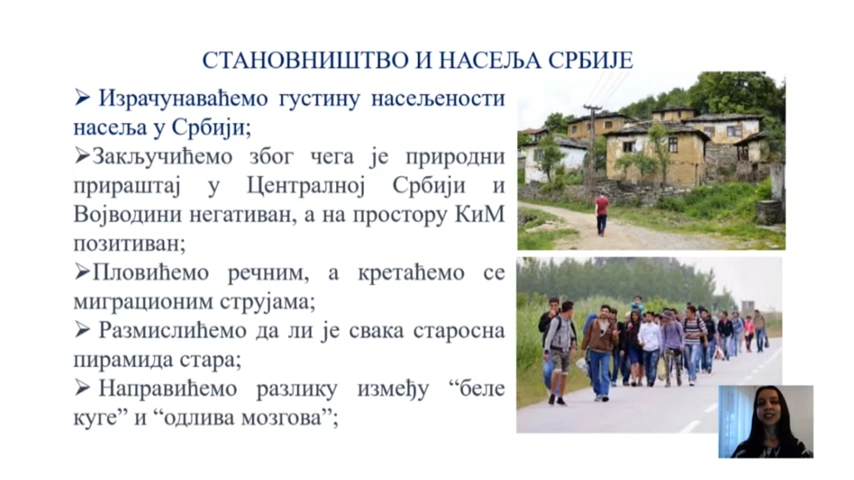 СТАНОВНИШТВО И НАСЕЉА СРБИЈЕ
➢ Израчунаваћемо густину насељености
насеља у Србији;
➢Закључићемо због чега је природни
прираштај у Централној Србији и
Војводини негативан, а на простору КиМ
позитиван;
➢Пловићемо речним, а кретаћемо се
миграционим струјама;
➢ Размислићемо да ли је свака старосна
пирамида стара;
➢ Направићемо разлику између “беле
куге” и “одлива мозгова”;